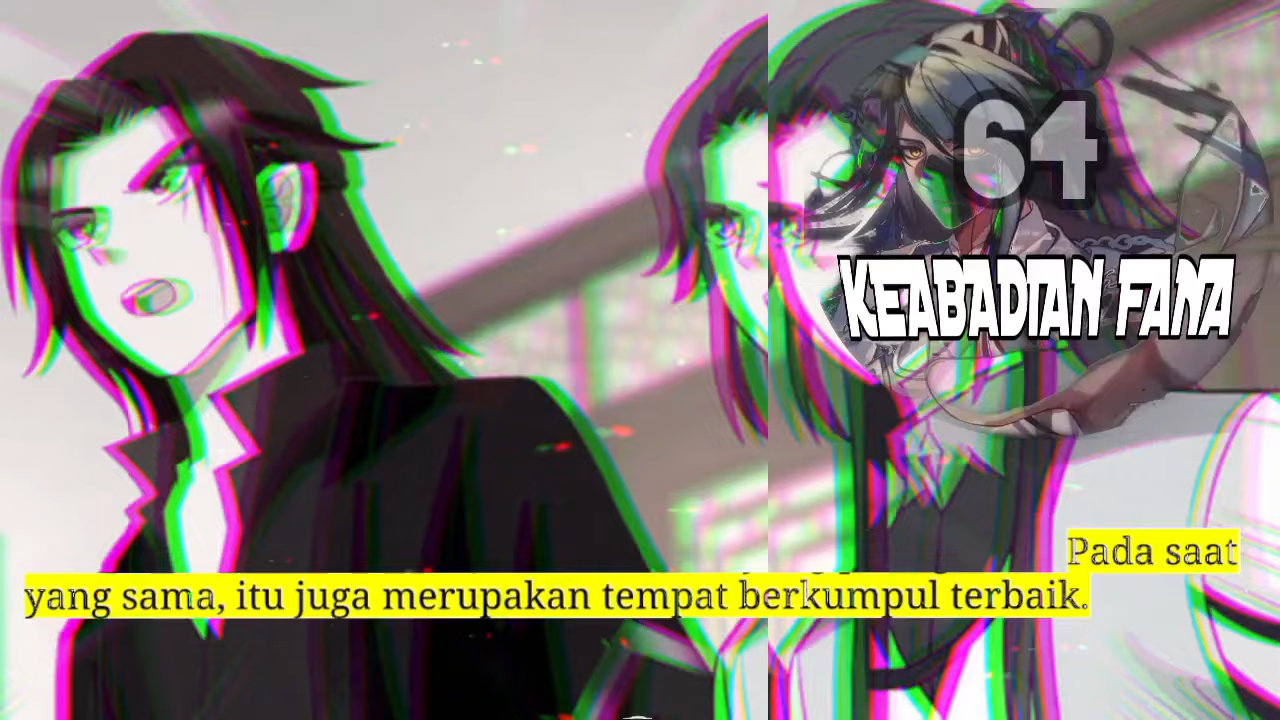 64
KEABADIAN FANA
Pada saat
yang sama, itu juga merupakan tempat berkumpul terbaik.